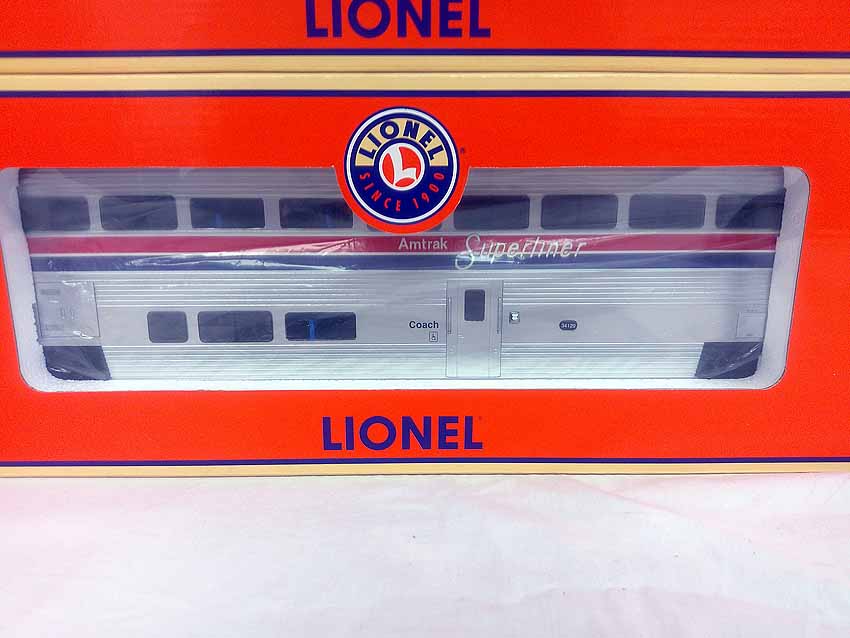 LIONEL
LIONEL
L
SINCE 1900
Amtrak Superliner
Coach
34129
LIONEL